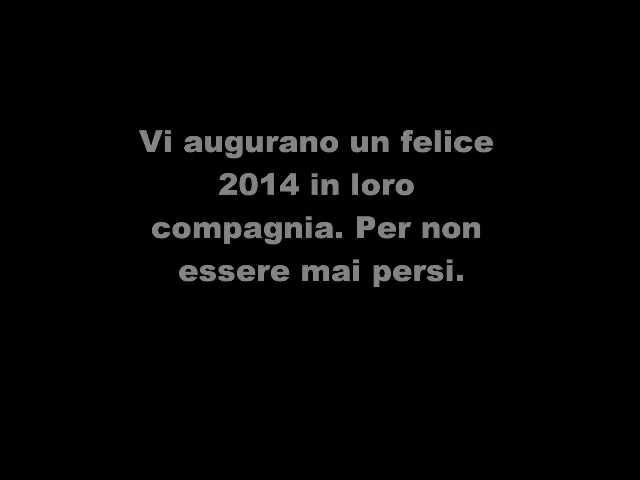 Vi augurano un felice
2014 in loro
compagnia. Per non
essere mai persi.